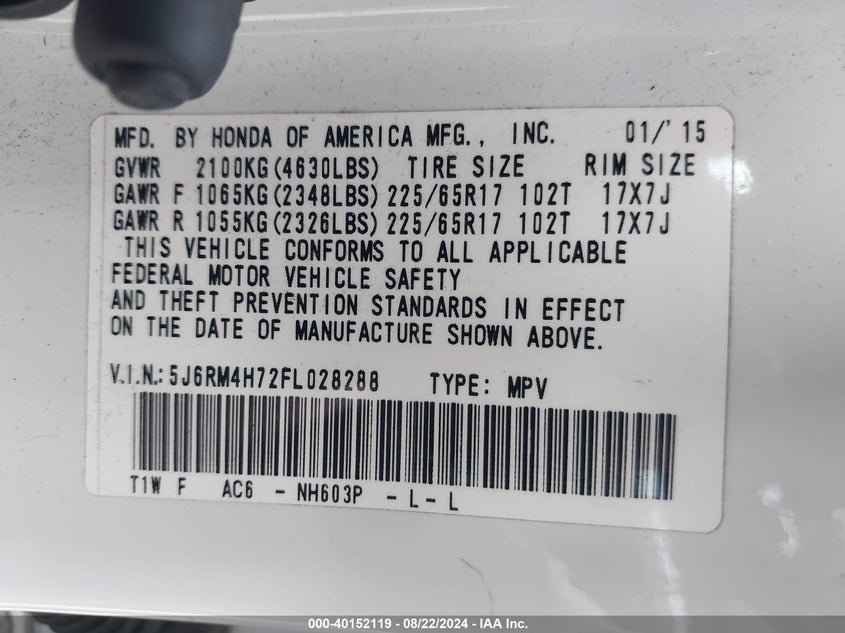 MFD. BY HONDA OF AMERICA MFG., INC. 01/'15
GVWR 2100KG(4630LBS) TIRE SIZE RIM SIZE
GAWR F 1065KG(2348LBS) 225/65R17 102T 17X7J
GAWR R 1055KG(2326LBS) 225/65R17 102T 17X7J
THIS VEHICLE CONFORMS TO ALL APPLICABLE
FEDERAL MOTOR VEHICLE SAFETY
AND THEFT PREVENTION STANDARDS IN EFFECT
ON THE DATE OF MANUFACTURE SHOWN ABOVE.
V.I.N.: 5J6RM4H72FL028288 TYPE: MPV
T1W F AC6 - NH603P - L - L
000-40152119 - 08/22/2024 - IAA Inc.